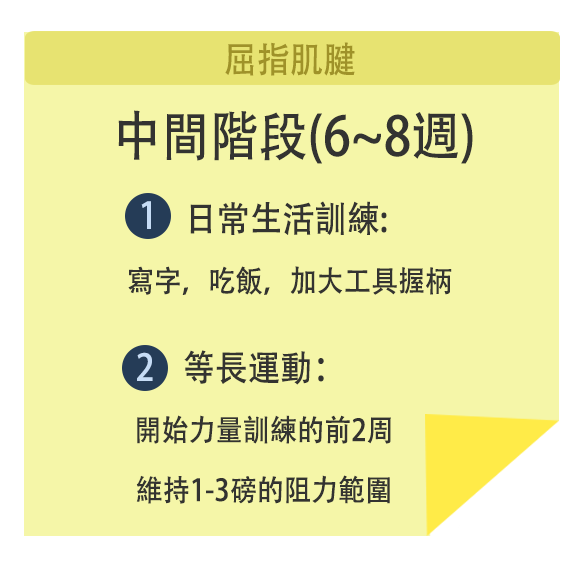 屈指肌腱
中間階段(6~8週)
1 日常生活訓練:
寫字，吃飯，加大工具握柄
2 等長運動：
開始力量訓練的前2周
維持1-3磅的阻力範圍